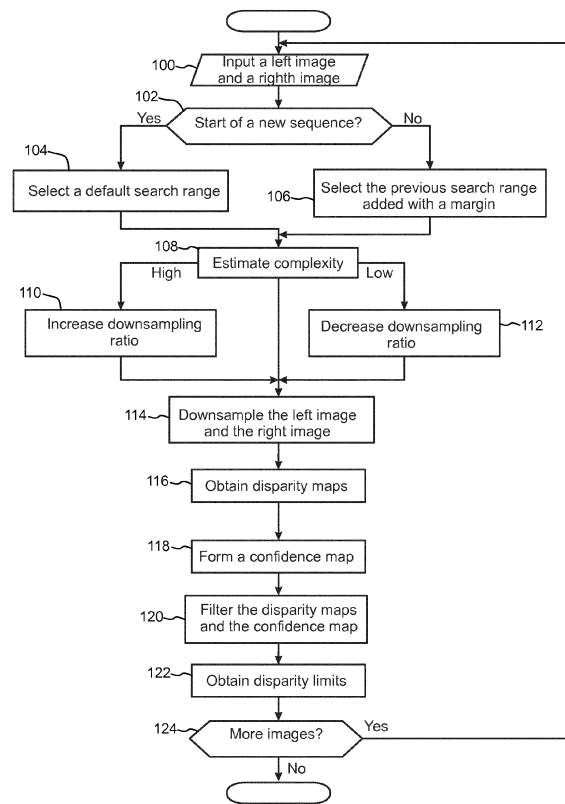 100
Input a left image
and a righth image
102
Start of a new sequence?
Yes
No
104
Select a default search range
106
Select the previous search range
added with a margin
108
Estimate complexity
High
Low
110
Increase downsampling
ratio
Decrease downsampling
ratio
112
114
Downsample the left image
and the right image
116
Obtain disparity maps
118
Form a confidence map
120
Filter the disparity maps
and the confidence map
122
Obtain disparity limits
124
More images?
Yes
No